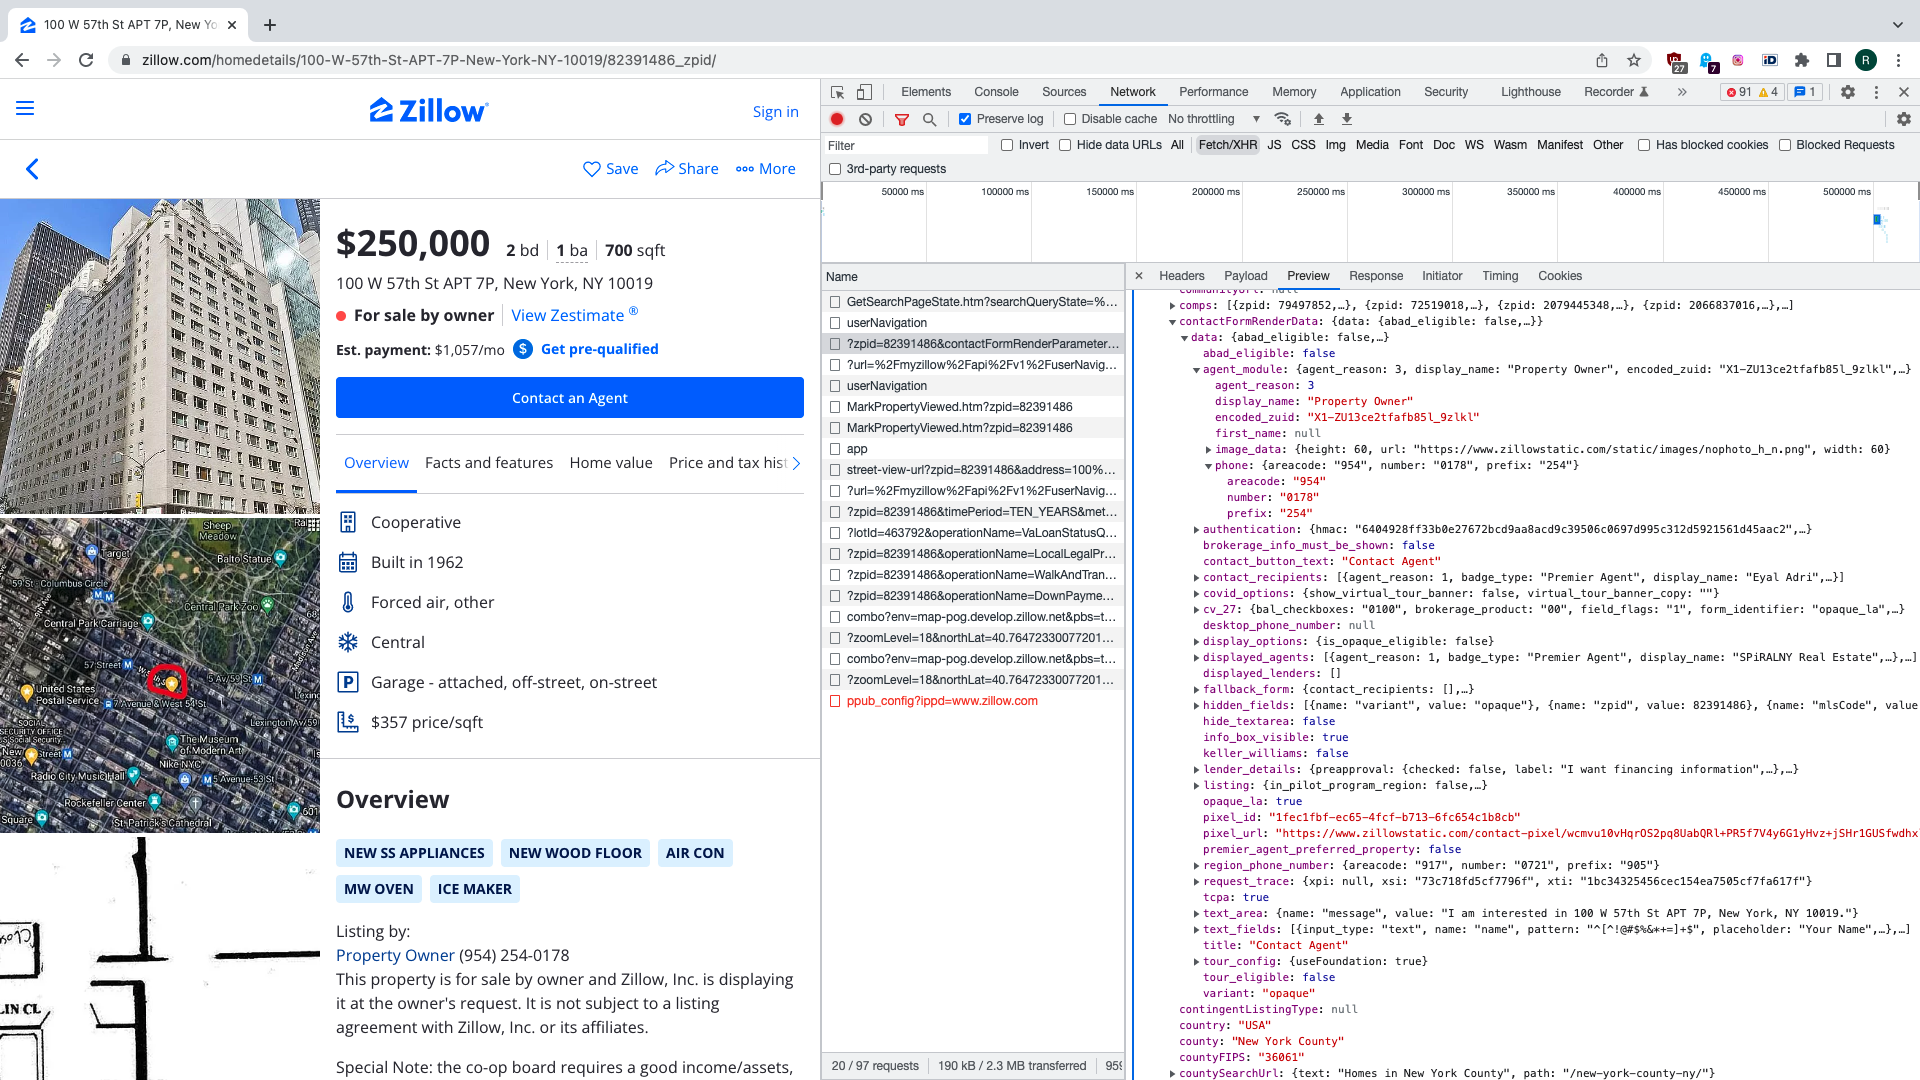 100 W 57th St APT 7P, New Yo
zillow.com/homedetails/100-W-57th-St-APT-7P-New-York-NY-10019/82391486_zpid/
27
7
iD
R
Zillow
Sign in
Save
Share
More
$250,000
2 bd
1 ba
700 sqft
100 W 57th St APT 7P, New York, NY 10019
For sale by owner
View Zestimate ®
Est. payment: $1,057/mo
$
Get pre-qualified
Contact an Agent
Overview
Facts and features
Home value
Price and tax hist
Cooperative
Built in 1962
Forced air, other
Central
P
Garage - attached, off-street, on-street
$357 price/sqft
Overview
NEW SS APPLIANCES
NEW WOOD FLOOR
AIR CON
MW OVEN
ICE MAKER
Listing by:
Property Owner (954) 254-0178
This property is for sale by owner and Zillow, Inc. is displaying
it at the owner's request. It is not subject to a listing
agreement with Zillow, Inc. or its affiliates.
Special Note: the co-op board requires a good income/assets,
Sheep
Meadow
Target
Balto Statue
59 St - Columbus Circle
Central Park Zoo
Central Park Carriage
57 Street
5 Av/59 St
United States
Postal Service
7 Avenue & West 54 St
Lexington Av/59
SOCIAL
SECURITY OFFICE
The Museum
of Modern Art
Nike NYC
Radio City Music Hall
5 Avenue-53 St
Rockefeller Center
St. Patrick's Cathedral
Square
LIN CL
Elements
Console
Sources
Network
Performance
Memory
Application
Security
Lighthouse
Recorder
91
4
1
Preserve log
Disable cache
No throttling
Filter
Invert
Hide data URLs
All
Fetch/XHR
JS
CSS
Img
Media
Font
Doc
WS
Wasm
Manifest
Other
Has blocked cookies
Blocked Requests
3rd-party requests
50000 ms
100000 ms
150000 ms
200000 ms
250000 ms
300000 ms
350000 ms
400000 ms
450000 ms
500000 ms
Name
GetSearchPageState.htm?searchQueryState=%...
userNavigation
?zpid=82391486&contactFormRenderParameter...
?url=%2Fmyzillow%2Fapi%2Fv1%2FuserNavig...
userNavigation
MarkPropertyViewed.htm?zpid=82391486
MarkPropertyViewed.htm?zpid=82391486
app
street-view-url?zpid=82391486&address=100%...
?url=%2Fmyzillow%2Fapi%2Fv1%2FuserNavig...
?zpid=82391486&timePeriod=TEN_YEARS&met...
?lotId=463792&operationName=VaLoanStatusQ...
?zpid=82391486&operationName=LocalLegalPr...
?zpid=82391486&operationName=WalkAndTran...
?zpid=82391486&operationName=DownPayme...
combo?env=map-pog.develop.zillow.net&pbs=t...
?zoomLevel=18&northLat=40.76472330077201...
combo?env=map-pog.develop.zillow.net&pbs=t...
?zoomLevel=18&northLat=40.76472330077201...
ppub_config?ippd=www.zillow.com
20 / 97 requests
190 kB / 2.3 MB transferred
959
Headers
Payload
Preview
Response
Initiator
Timing
Cookies
communityUrl: null
comps: [{zpid: 79497852,…}, {zpid: 72519018,…}, {zpid: 2079445348,…}, {zpid: 2066837016,…},…]
contactFormRenderData: {data: {abad_eligible: false,…}}
data: {abad_eligible: false,…}
abad_eligible: false
agent_module: {agent_reason: 3, display_name: "Property Owner", encoded_zuid: "X1-ZU13ce2tfafb85l_9zlkl",…}
agent_reason: 3
display_name: "Property Owner"
encoded_zuid: "X1-ZU13ce2tfafb85l_9zlkl"
first_name: null
image_data: {height: 60, url: "https://www.zillowstatic.com/static/images/nophoto_h_n.png", width: 60}
phone: {areacode: "954", number: "0178", prefix: "254"}
areacode: "954"
number: "0178"
prefix: "254"
authentication: {hmac: "6404928ff33b0e27672bcd9aa8acd9c39506c0697d995c312d5921561d45aac2",…}
brokerage_info_must_be_shown: false
contact_button_text: "Contact Agent"
contact_recipients: [{agent_reason: 1, badge_type: "Premier Agent", display_name: "Eyal Adri",…}]
covid_options: {show_virtual_tour_banner: false, virtual_tour_banner_copy: ""}
cv_27: {bal_checkboxes: "0100", brokerage_product: "00", field_flags: "1", form_identifier: "opaque_la",…}
desktop_phone_number: null
display_options: {is_opaque_eligible: false}
displayed_agents: [{agent_reason: 1, badge_type: "Premier Agent", display_name: "SPiRALNY Real Estate",…},…]
displayed_lenders: []
fallback_form: {contact_recipients: [],…}
hidden_fields: [{name: "variant", value: "opaque"}, {name: "zpid", value: 82391486}, {name: "mlsCode", value
hide_textarea: false
info_box_visible: true
keller_williams: false
lender_details: {preapproval: {checked: false, label: "I want financing information",…},…}
listing: {in_pilot_program_region: false,…}
opaque_la: true
pixel_id: "1fec1fbf-ec65-4fcf-b713-6fc654c1b8cb"
pixel_url: "https://www.zillowstatic.com/contact-pixel/wcmvu10vHqrOS2pq8UabQRl+PR5f7V4y6G1yHvz+jSHr1GUSfwdhx
premier_agent_preferred_property: false
region_phone_number: {areacode: "917", number: "0721", prefix: "905"}
request_trace: {xpi: null, xsi: "73c718fd5cf7796f", xti: "1bc34325456cec154ea7505cf7fa617f"}
tcpa: true
text_area: {name: "message", value: "I am interested in 100 W 57th St APT 7P, New York, NY 10019."}
text_fields: [{input_type: "text", name: "name", pattern: "^[^!@#$%&*+=]+$", placeholder: "Your Name",…},…]
title: "Contact Agent"
tour_config: {useFoundation: true}
tour_eligible: false
variant: "opaque"
contingentListingType: null
country: "USA"
county: "New York County"
countyFIPS: "36061"
countySearchUrl: {text: "Homes in New York County", path: "/new-york-county-ny/"}